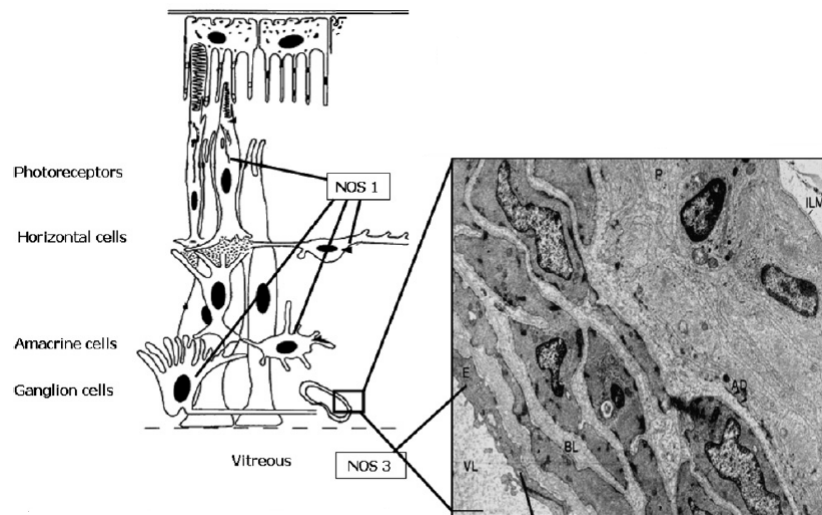 Photoreceptors
NOS 1
Horizontal cells
Amacrine cells
Ganglion cells
Vitreous
NOS 3
P
ILM
E
AD
BL
VL